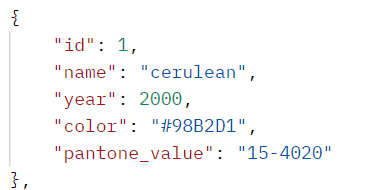 {
    "id": 1,
    "name": "cerulean",
    "year": 2000,
    "color": "#98B2D1",
    "pantone_value": "15-4020"
},